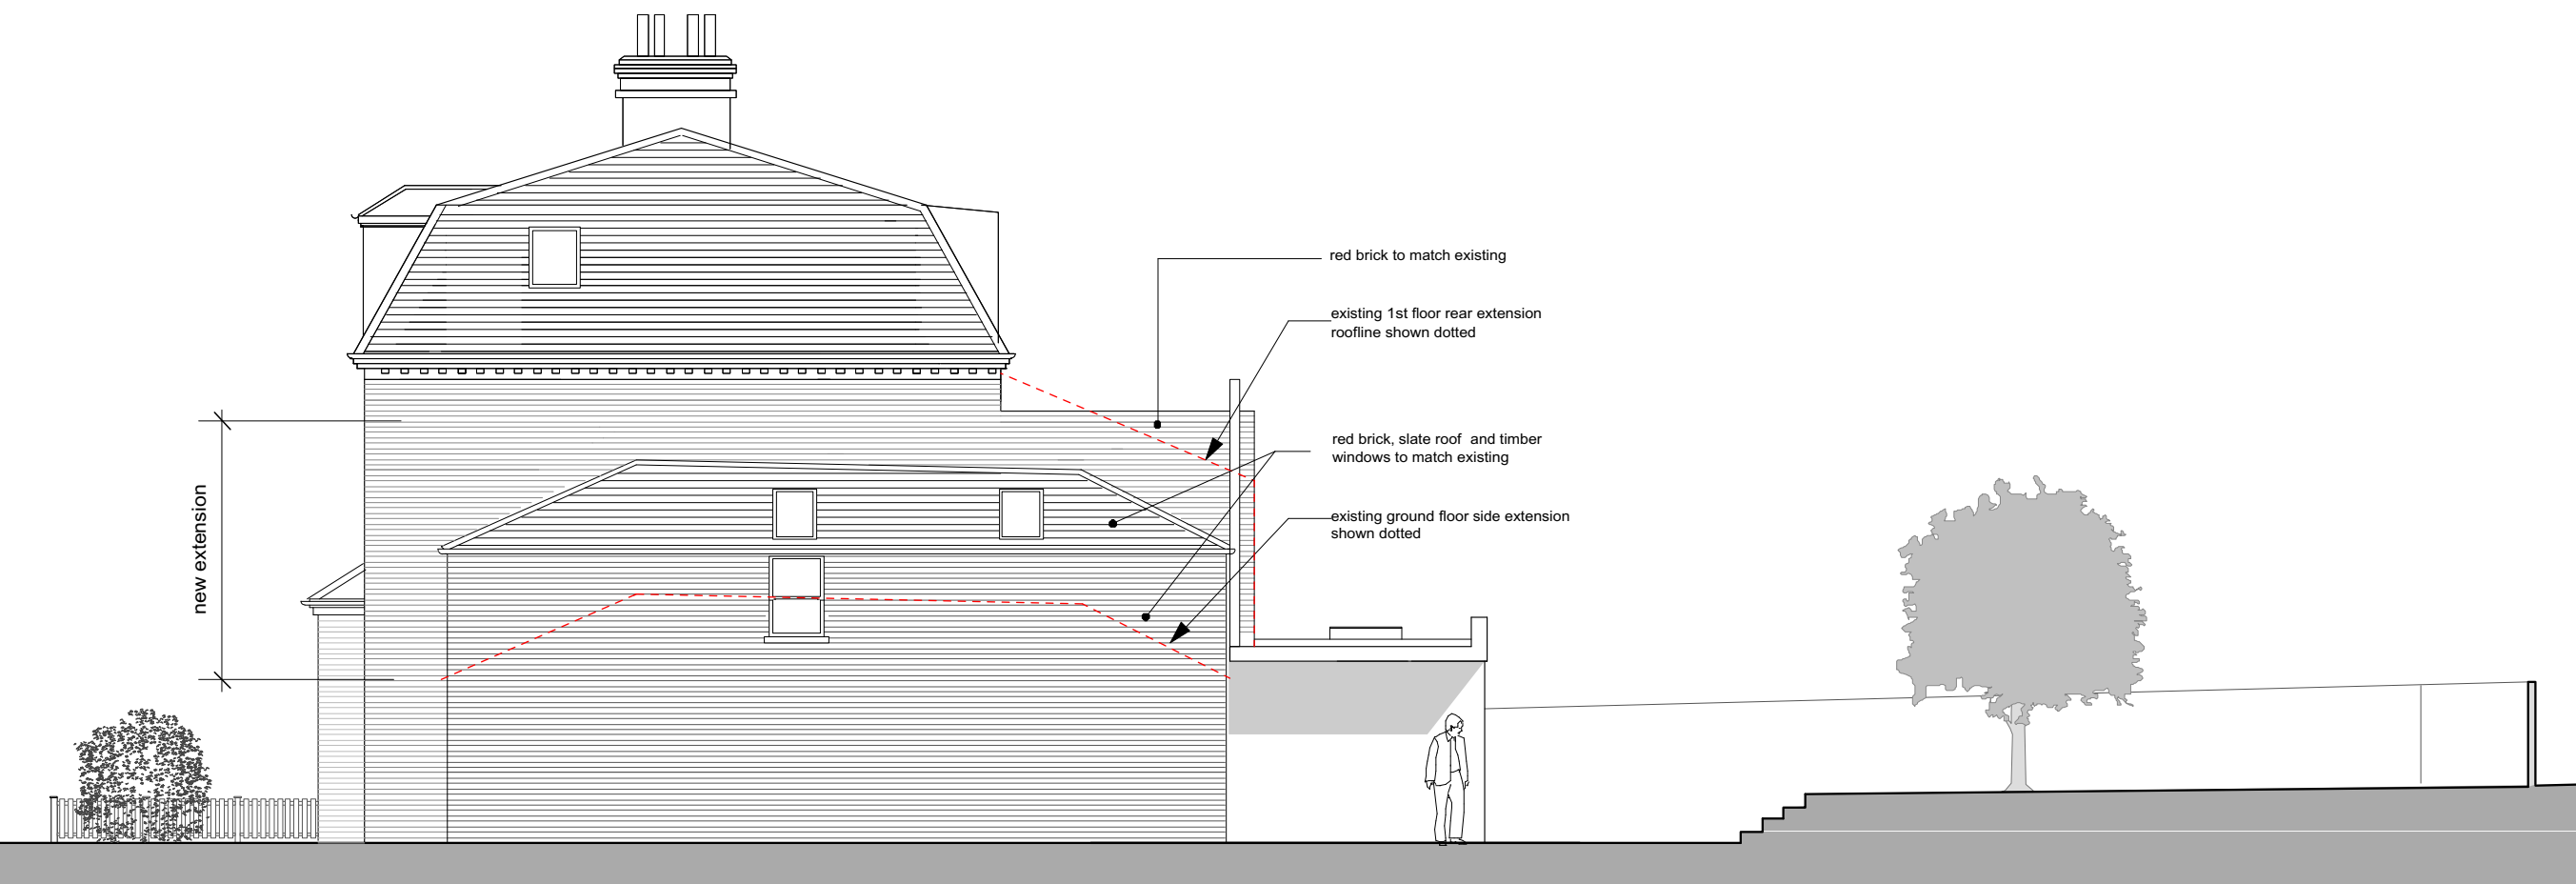 red brick to match existing
existing 1st floor rear extension
roofline shown dotted
red brick, slate roof and timber
windows to match existing
existing ground floor side extension
shown dotted
new extension